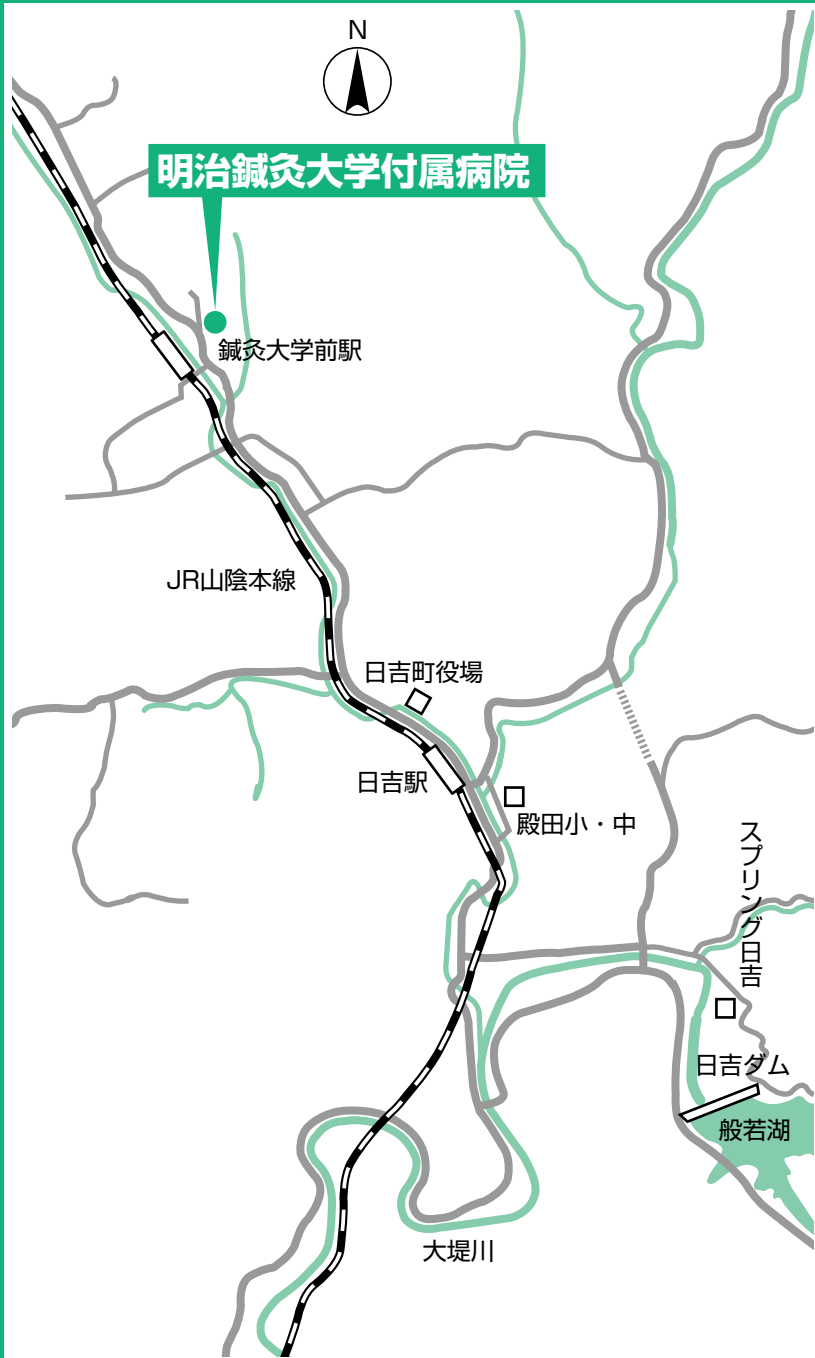 N
明治鍼灸大学付属病院
鍼灸大学前駅
JR山陰本線
日吉町役場
日吉駅
殿田小・中
スプリング日吉
日吉ダム
般若湖
大堤川